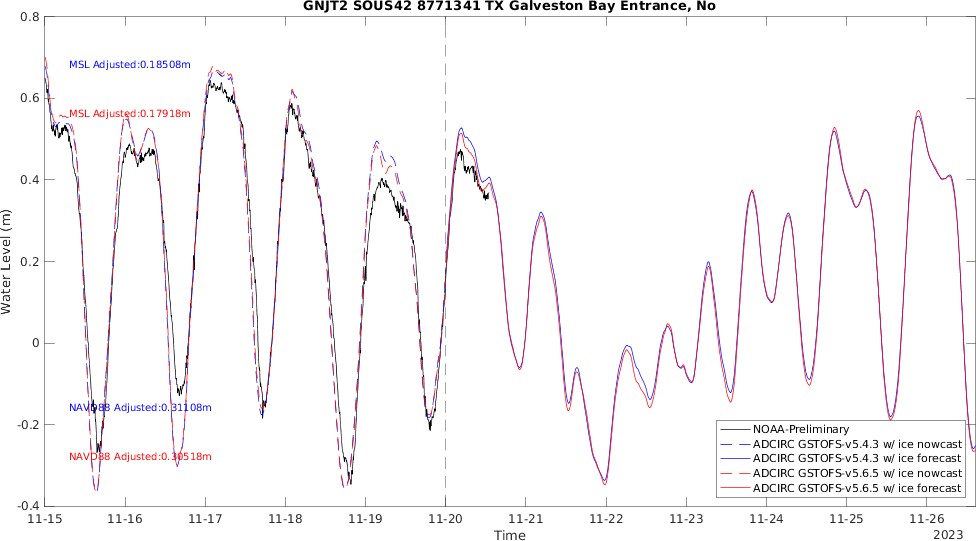 GNJT2 SOUS42 8771341 TX Galveston Bay Entrance, No
Water Level (m)
0.8
0.6
0.4
0.2
0
-0.2
-0.4
MSL Adjusted:0.18508m
MSL Adjusted:0.17918m
NAVD88 Adjusted:0.31108m
NAVD88 Adjusted:0.30518m
NOAA-Preliminary
ADCIRC GSTOFS-v5.4.3 w/ ice nowcast
ADCIRC GSTOFS-v5.4.3 w/ ice forecast
ADCIRC GSTOFS-v5.6.5 w/ ice nowcast
ADCIRC GSTOFS-v5.6.5 w/ ice forecast
11-15 11-16 11-17 11-18 11-19 11-20 11-21 11-22 11-23 11-24 11-25 11-26
Time
2023